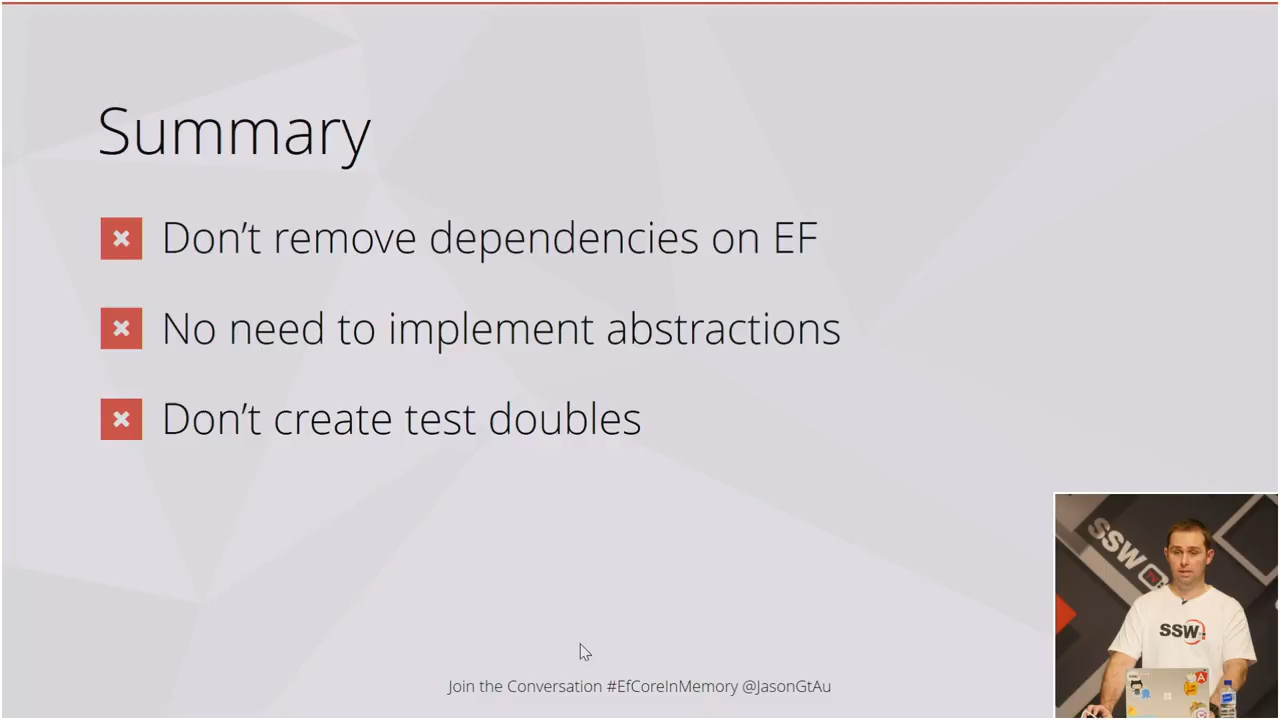 Summary
Don't remove dependencies on EF
No need to implement abstractions
Don't create test doubles
Join the Conversation #EfCoreInMemory @JasonGtAu
SSW
SSW